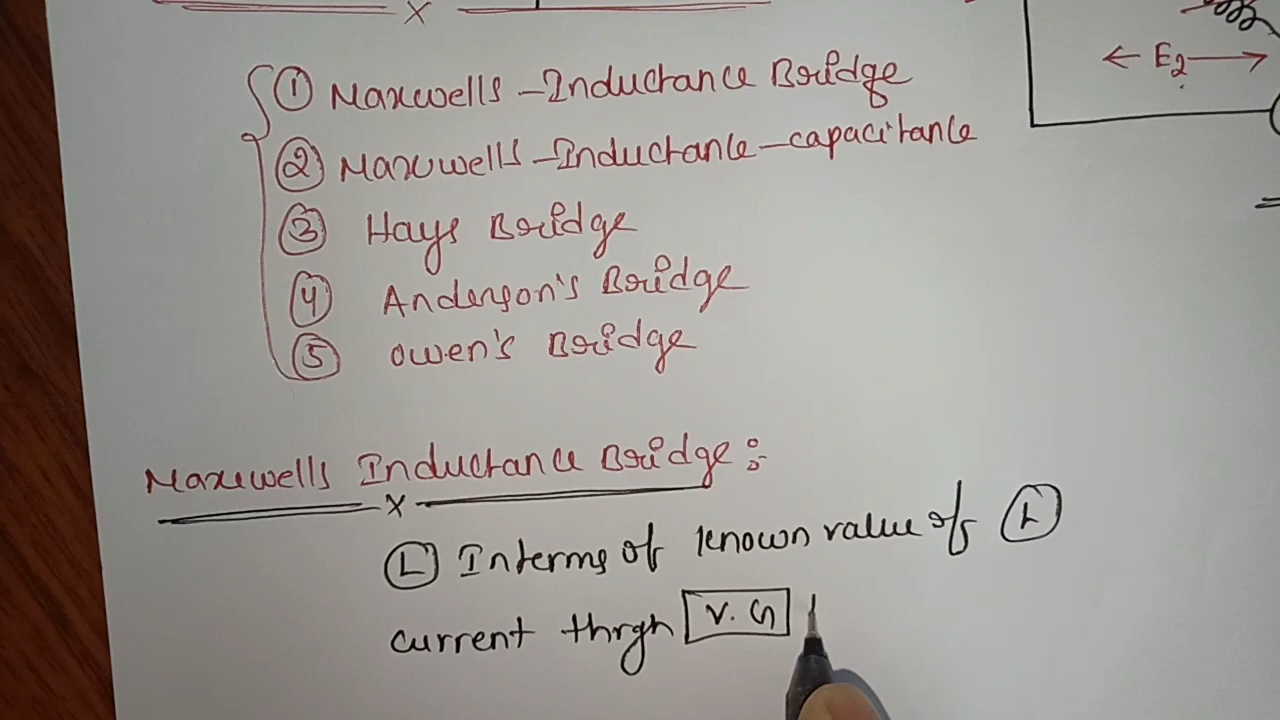 ① Maxwells-Inductance Bridge
② Maxwells-Inductance-capacitance
③ Hays Bridge
④ Anderson's Bridge
⑤ Owen's Bridge
← E2 →
Maxwells Inductance Bridge:-
Ⓛ Interms of known value of Ⓛ
current thrgh V.G